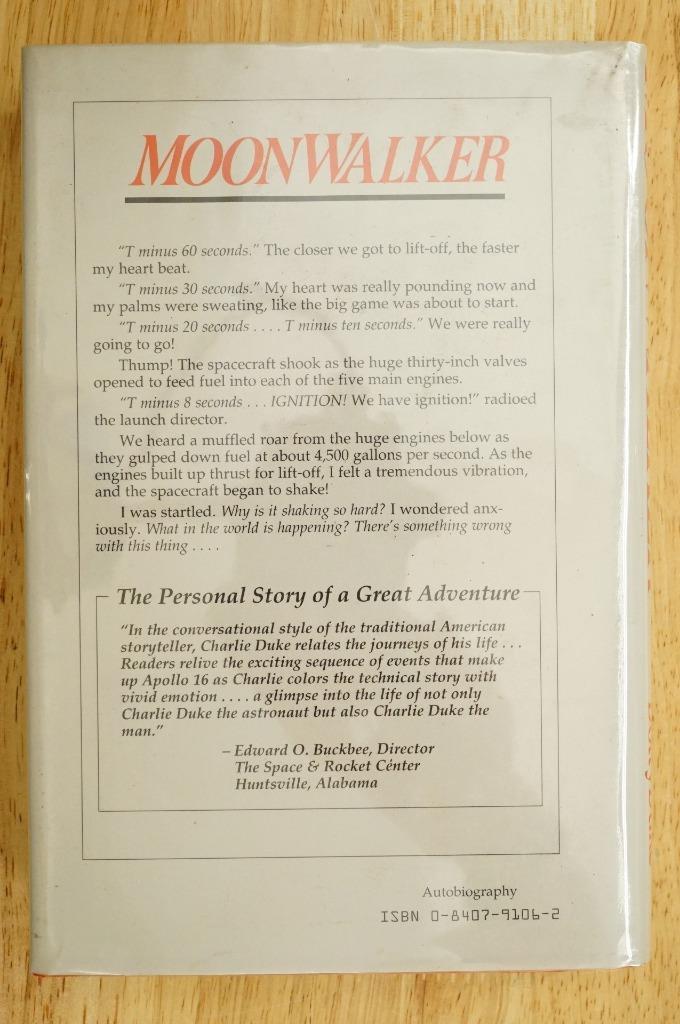 MOONWALKER
"T minus 60 seconds." The closer we got to lift-off, the faster
my heart beat.
"T minus 30 seconds." My heart was really pounding now and
my palms were sweating, like the big game was about to start.
"T minus 20 seconds . . . . T minus ten seconds." We were really
going to go!
Thump! The spacecraft shook as the huge thirty-inch valves
opened to feed fuel into each of the five main engines.
"T minus 8 seconds . . . IGNITION! We have ignition!" radioed
the launch director.
We heard a muffled roar from the huge engines below as
they gulped down fuel at about 4,500 gallons per second. As the
engines built up thrust for lift-off, I felt a tremendous vibration,
and the spacecraft began to shake!
I was startled. Why is it shaking so hard? I wondered anx-
iously. What in the world is happening? There's something wrong
with this thing . . . .
The Personal Story of a Great Adventure
"In the conversational style of the traditional American
storyteller, Charlie Duke relates the journeys of his life . . .
Readers relive the exciting sequence of events that make
up Apollo 16 as Charlie colors the technical story with
vivid emotion . . . . a glimpse into the life of not only
Charlie Duke the astronaut but also Charlie Duke the
man."
– Edward O. Buckbee, Director
The Space & Rocket Center
Huntsville, Alabama
Autobiography
ISBN 0-8407-9106-2